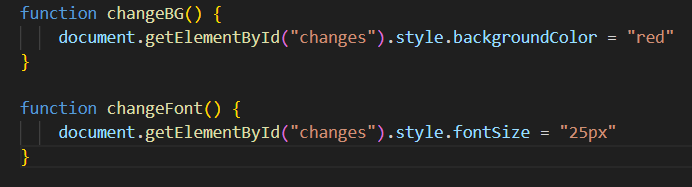 function changeBG() {
document.getElementById("changes").style.backgroundColor = "red"
}
function changeFont() {
document.getElementById("changes").style.fontSize = "25px"
}